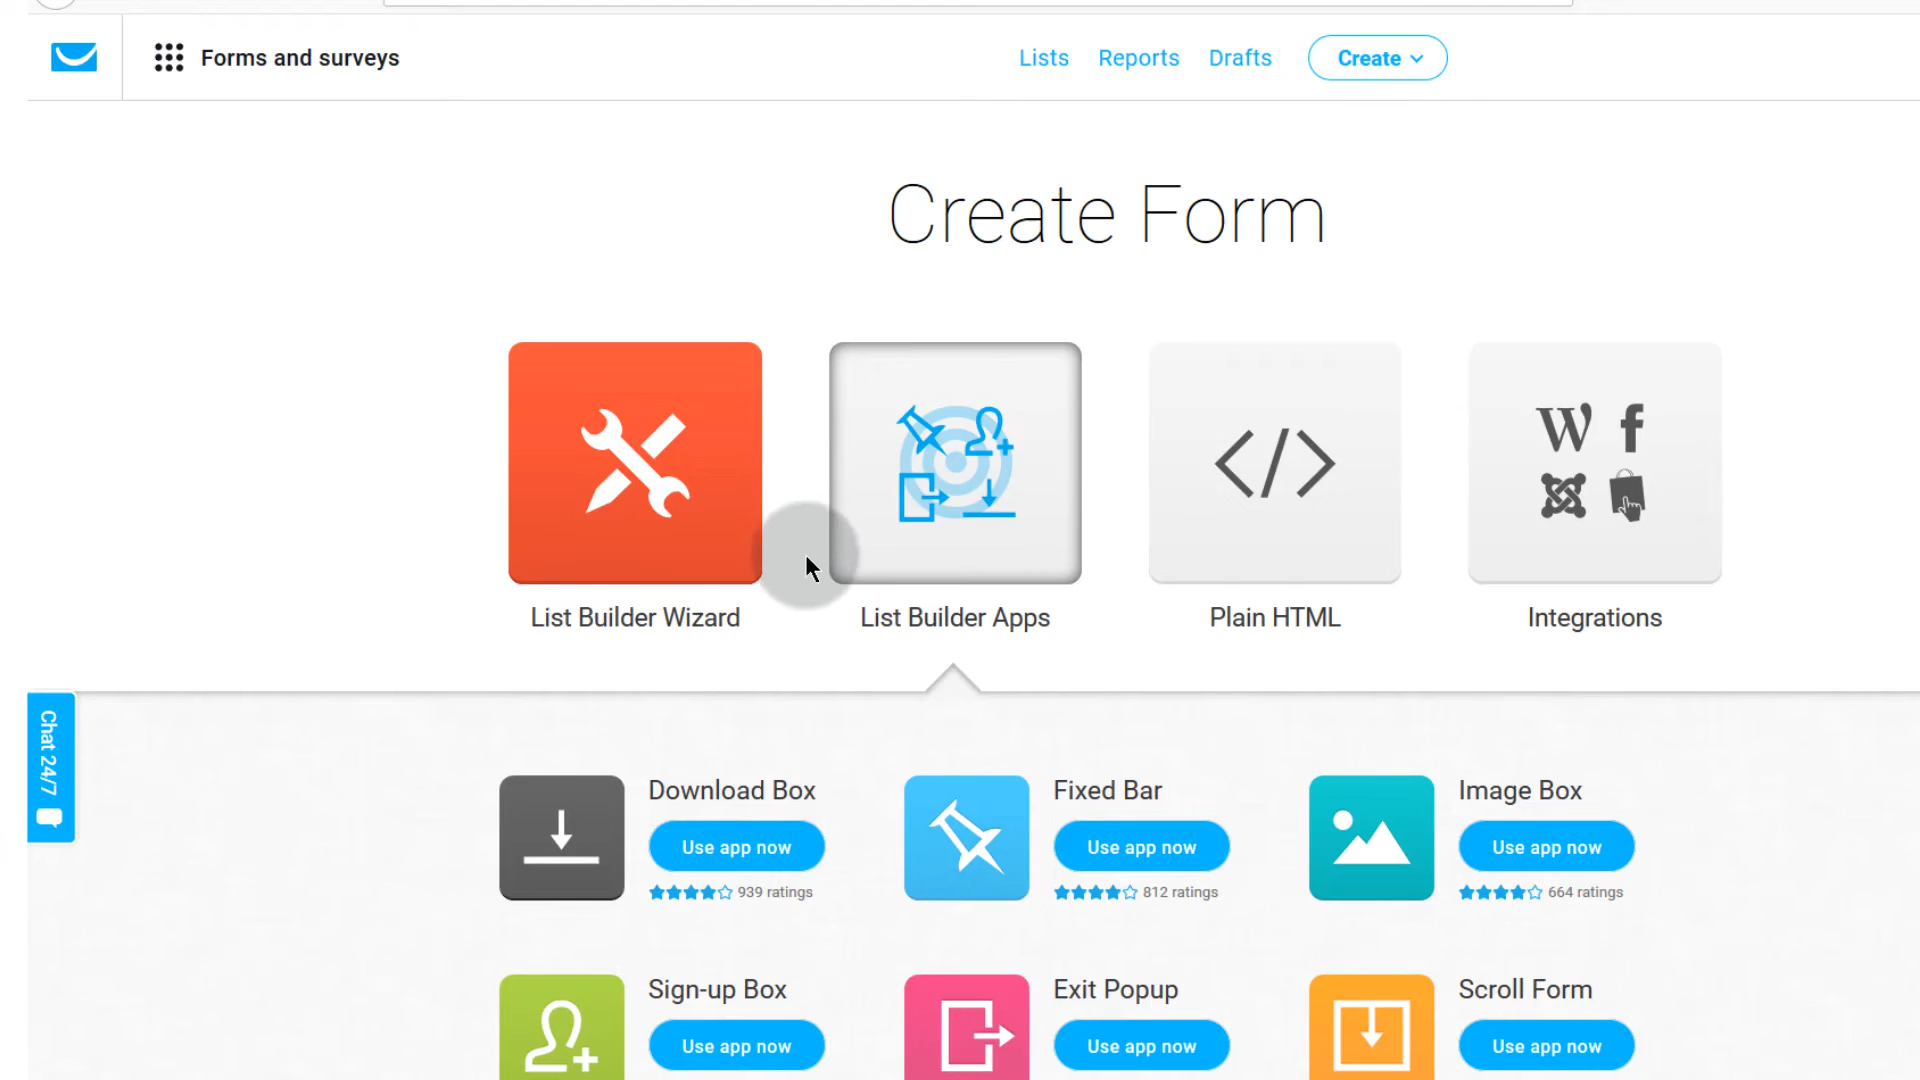 Forms and surveys
Lists Reports Drafts Create
Create Form
List Builder Wizard
List Builder Apps
Plain HTML
Integrations
Chat 24/7
Download Box
Use app now
939 ratings
Fixed Bar
Use app now
812 ratings
Image Box
Use app now
664 ratings
Sign-up Box
Use app now
Exit Popup
Use app now
Scroll Form
Use app now